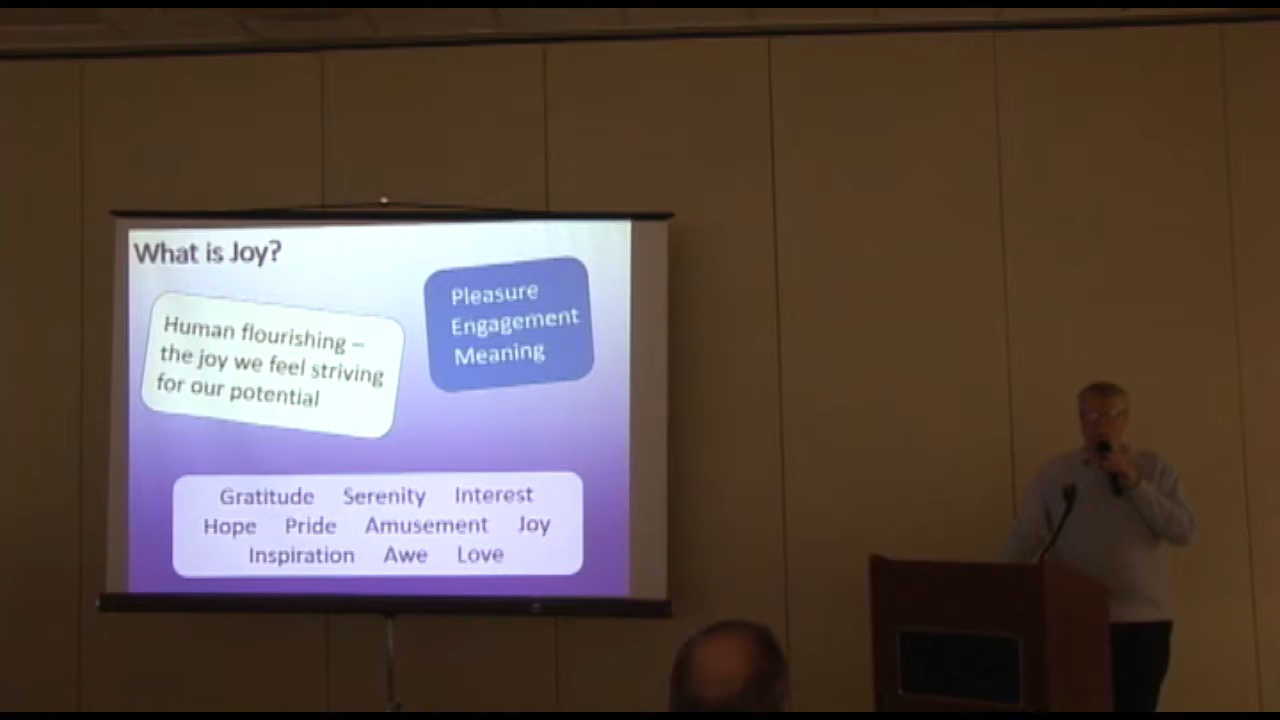 What is Joy?
Human flourishing –
the joy we feel striving
for our potential
Pleasure
Engagement
Meaning
Gratitude Serenity Interest
Hope Pride Amusement Joy
Inspiration Awe Love